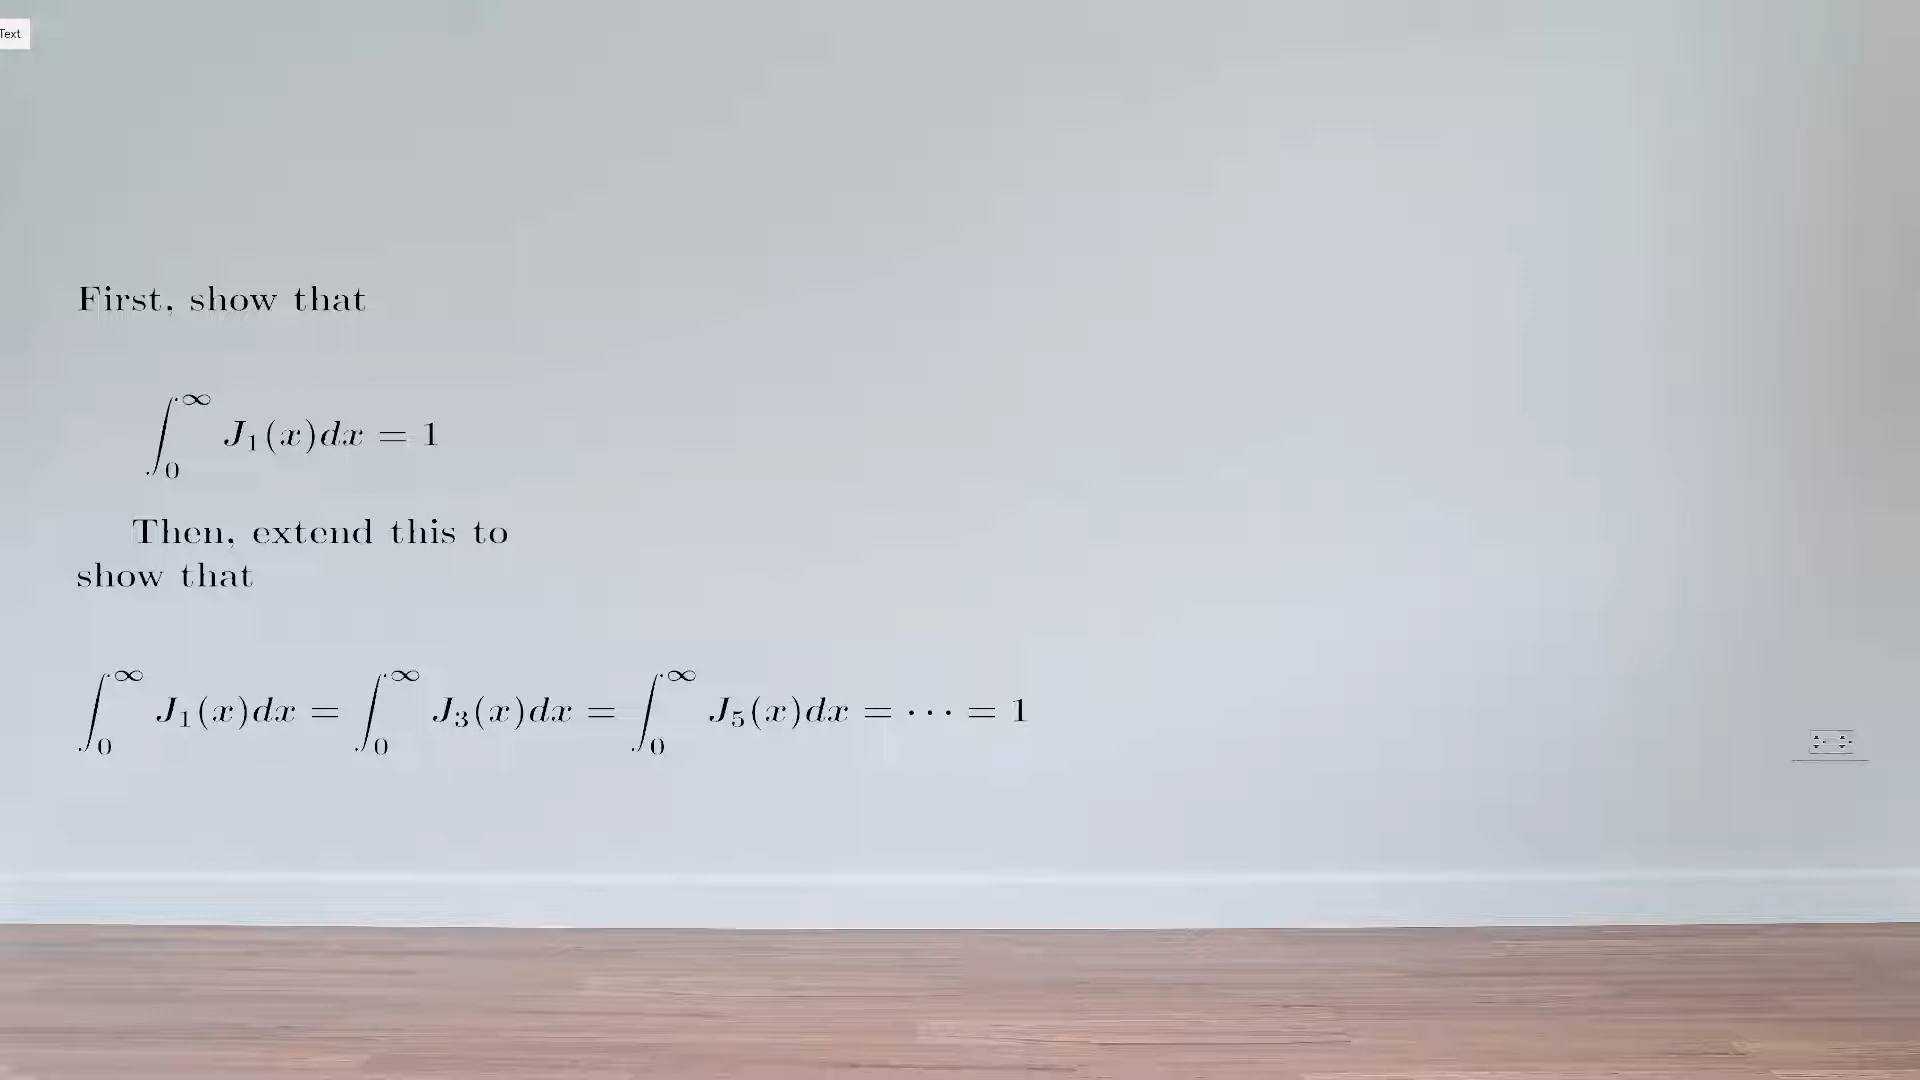 Text
First, show that
∫₀^∞ J₁(x)dx = 1
Then, extend this to
show that
∫₀^∞ J₁(x)dx = ∫₀^∞ J₃(x)dx = ∫₀^∞ J₅(x)dx = ··· = 1